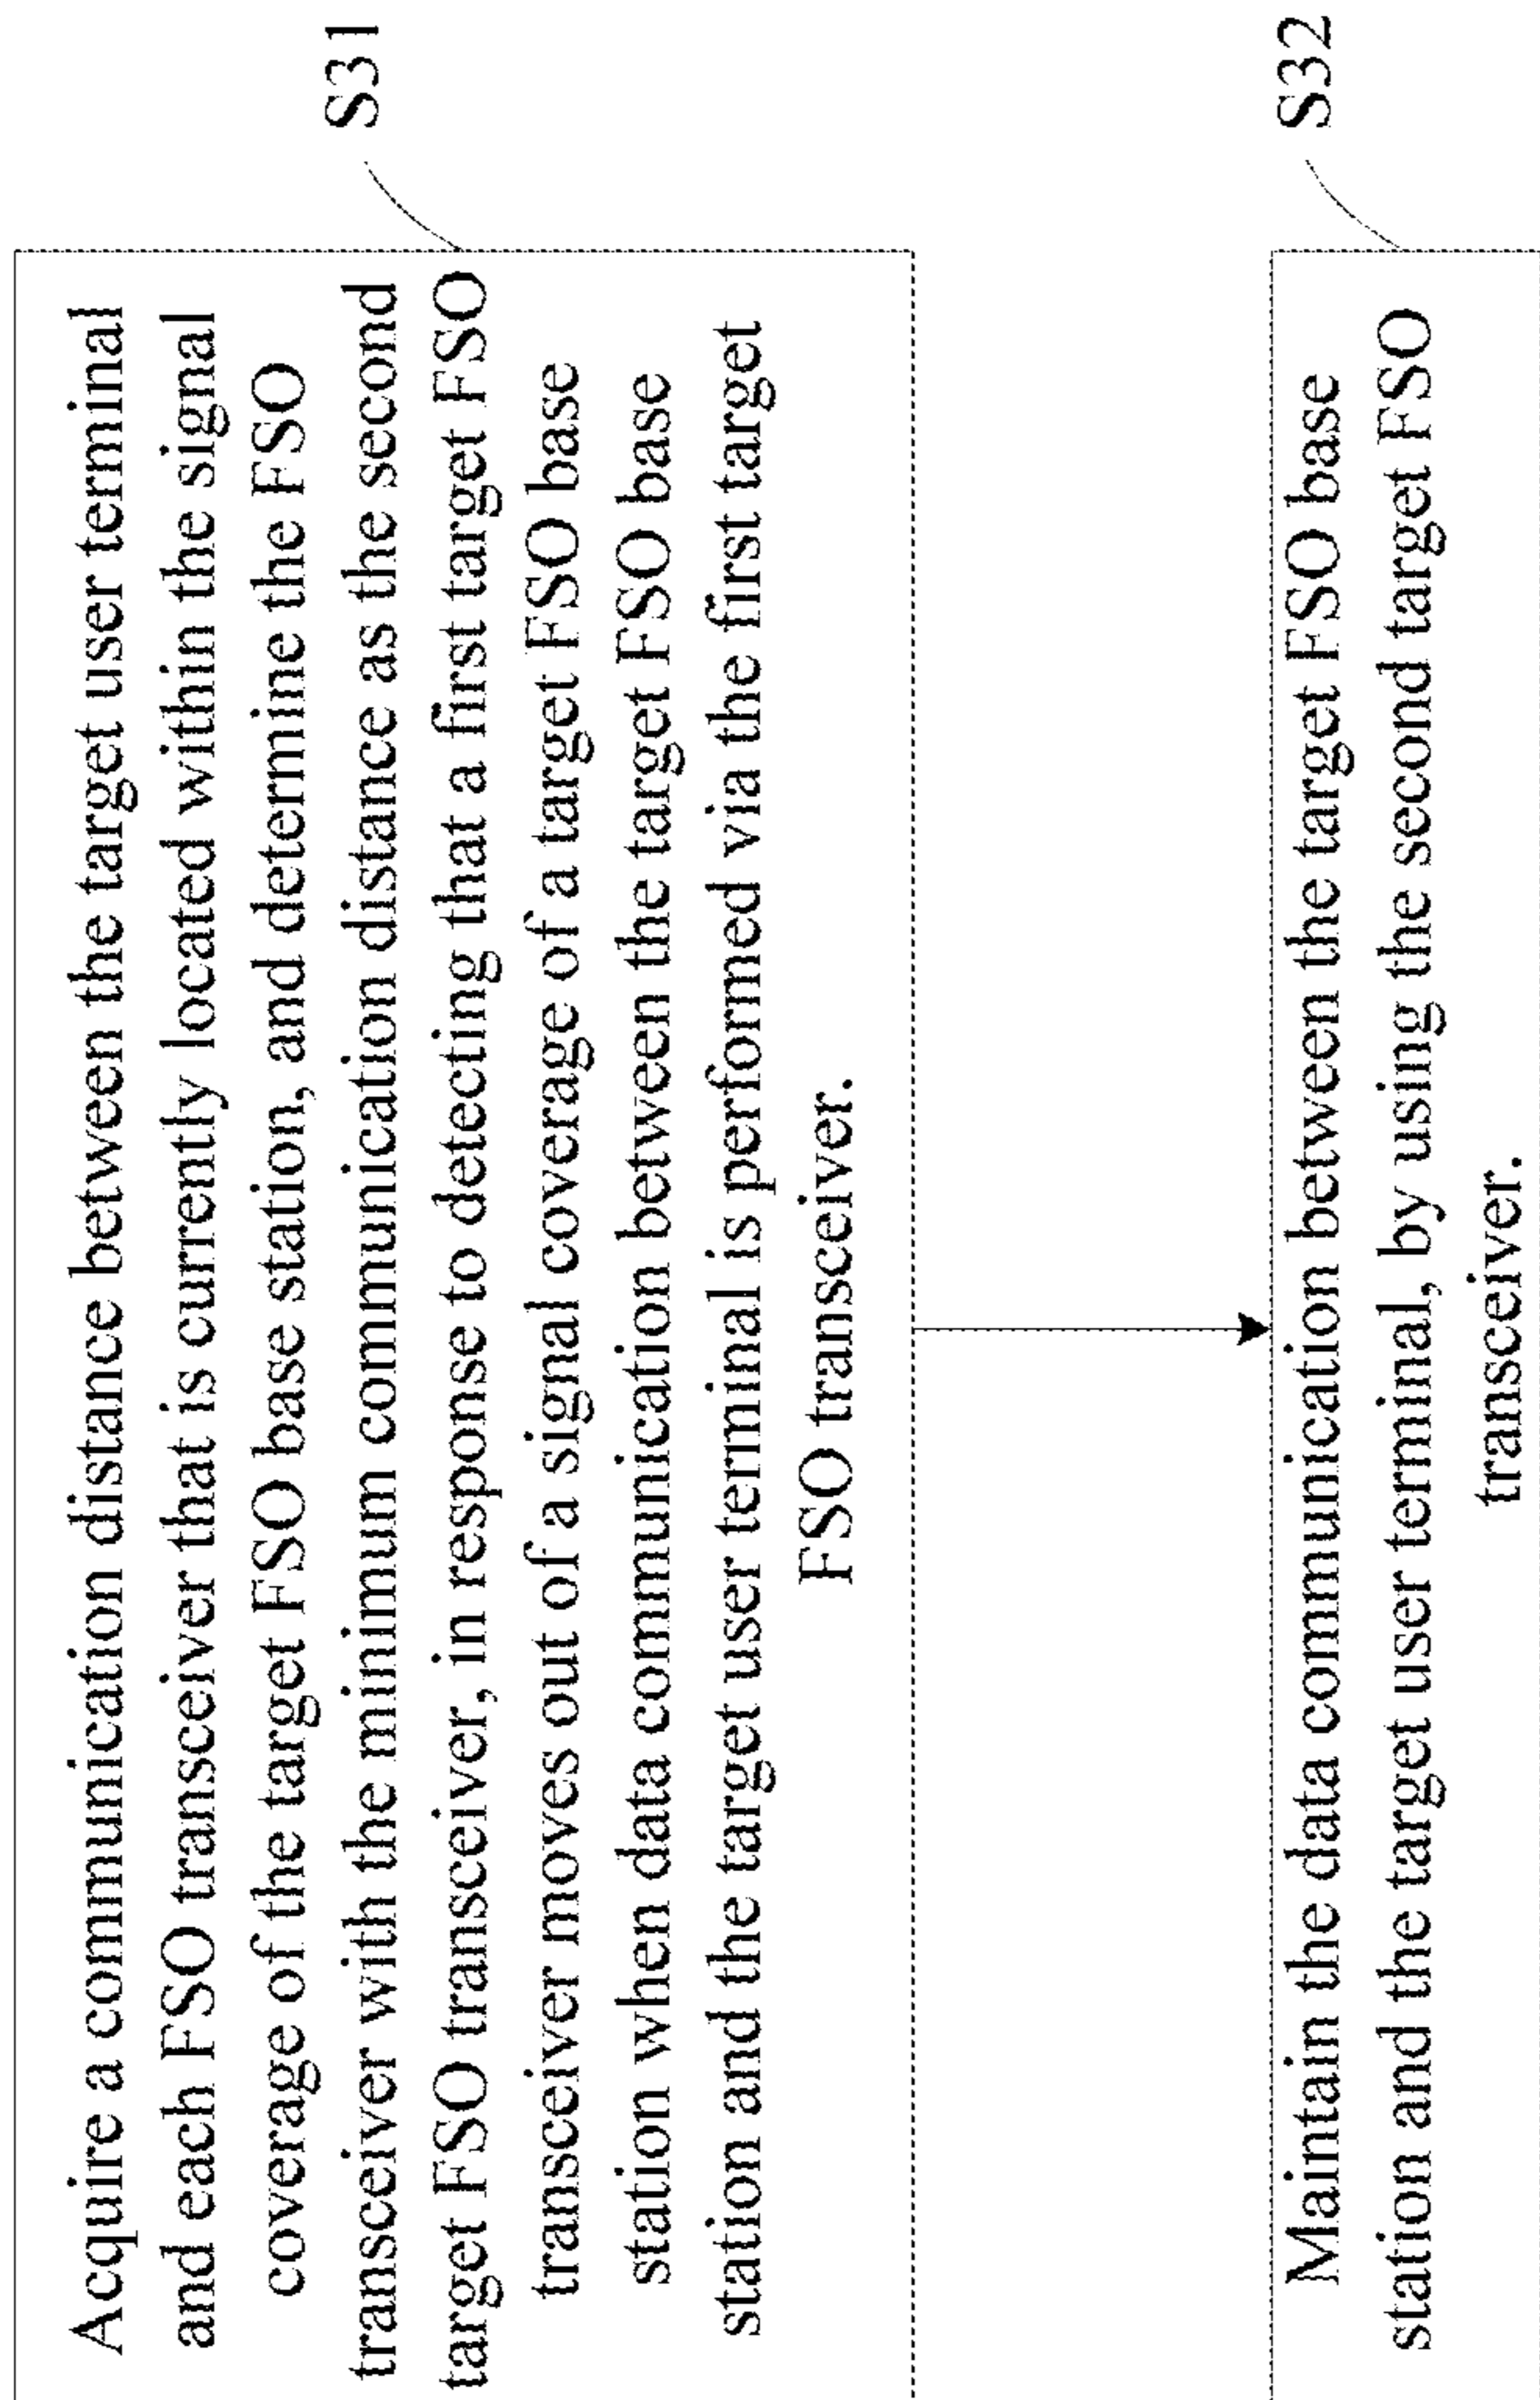 Acquire a communication distance between the target user terminal
and each FSO transceiver that is currently located within the signal
coverage of the target FSO base station, and determine the FSO
transceiver with the minimum communication distance as the second
target FSO transceiver, in response to detecting that a first target FSO
transceiver moves out of a signal coverage of a target FSO base
station when data communication between the target FSO base
station and the target user terminal is performed via the first target
FSO transceiver.
S31
Maintain the data communication between the target FSO base
station and the target user terminal, by using the second target FSO
transceiver.
S32